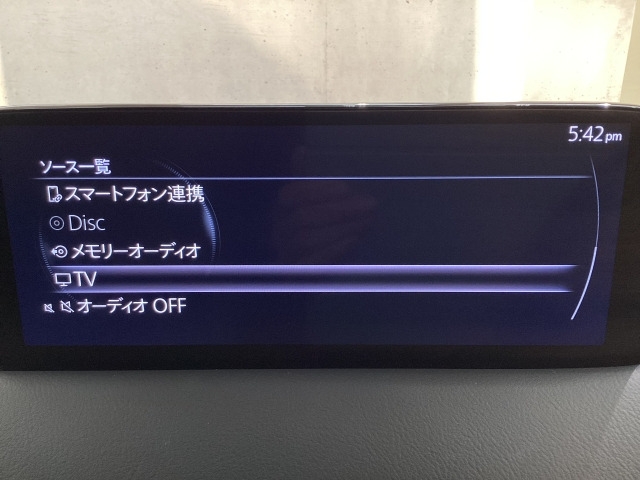 5:42pm
ソース一覧
スマートフォン連携
Disc
メモリーオーディオ
TV
オーディオ OFF